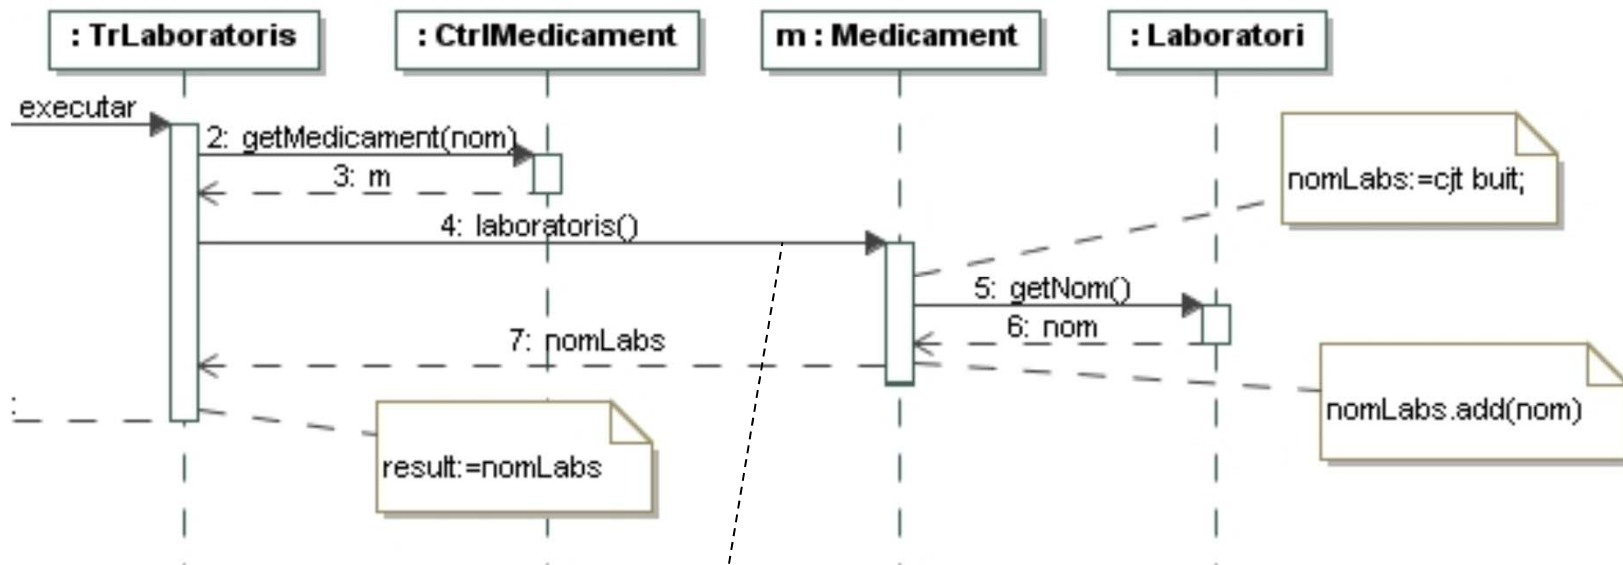 : TrLaboratoris
: CtrlMedicament
m : Medicament
: Laboratori
executar
2: getMedicament(nom)
3: m
nomLabs:=cjt buit;
4: laboratoris()
5: getNom()
6: nom
7: nomLabs
nomLabs.add(nom)
:
result:=nomLabs